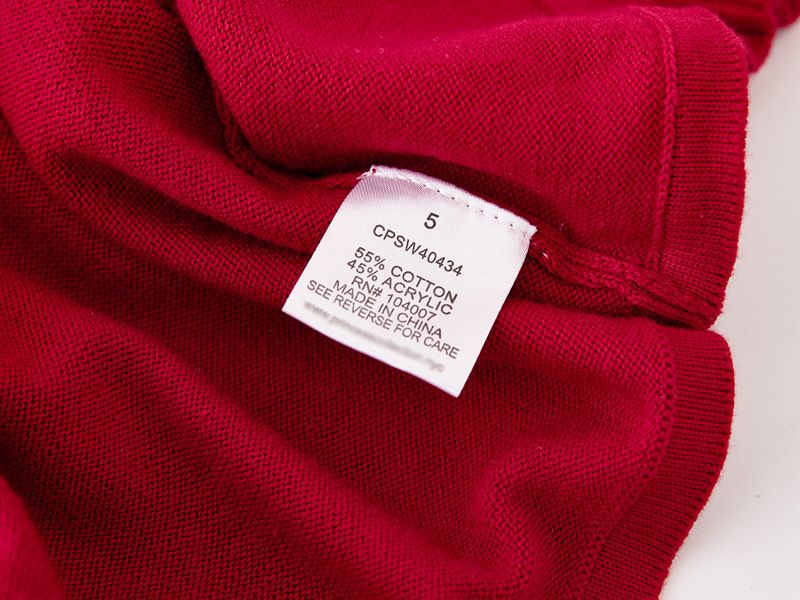 5
CPSW40434
55% COTTON
45% ACRYLIC
RN# 104007
MADE IN CHINA
SEE REVERSE FOR CARE